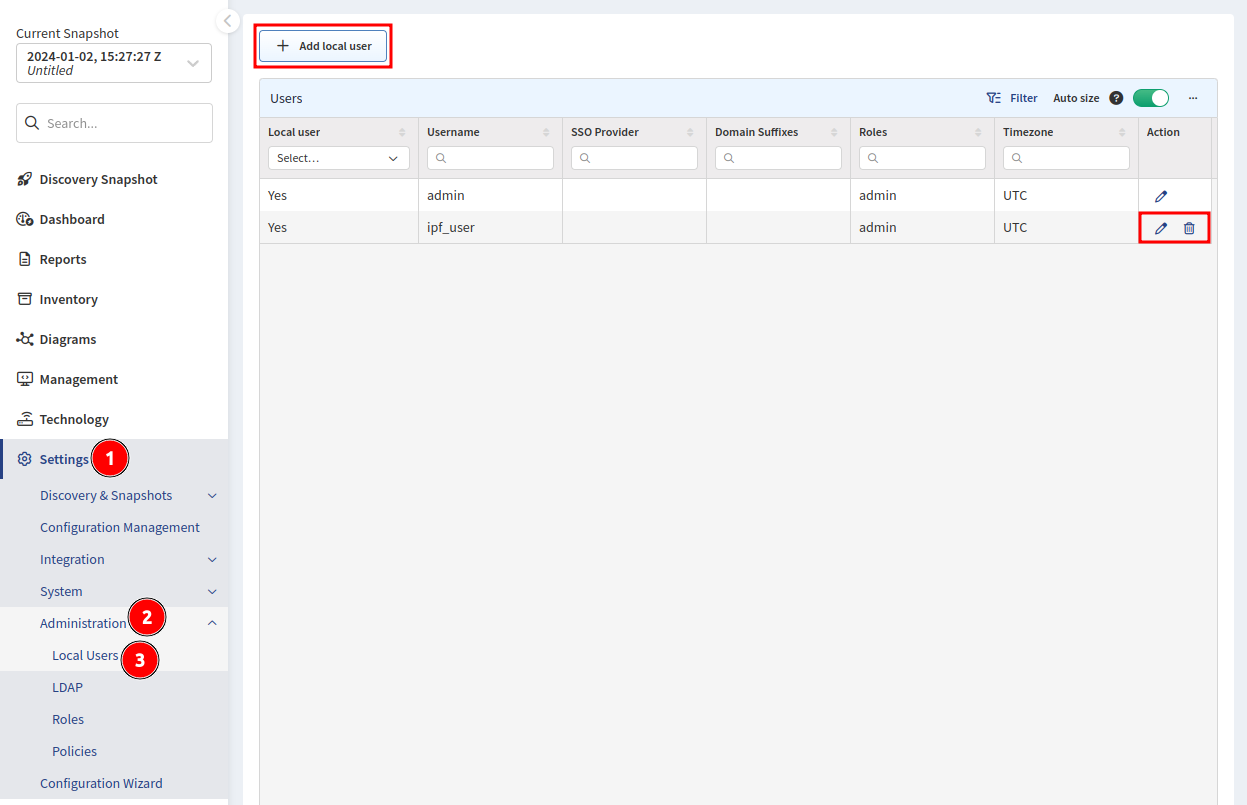 Current Snapshot
2024-01-02, 15:27:27 Z
Untitled
Search...
Discovery Snapshot
Dashboard
Reports
Inventory
Diagrams
Management
Technology
Settings 1
Discovery & Snapshots
Configuration Management
Integration
System
Administration 2
Local Users 3
LDAP
Roles
Policies
Configuration Wizard
Add local user
Users Filter Auto size ? ...
Local user Username SSO Provider Domain Suffixes Roles Timezone Action
Select...
Yes admin admin UTC
Yes ipf_user admin UTC